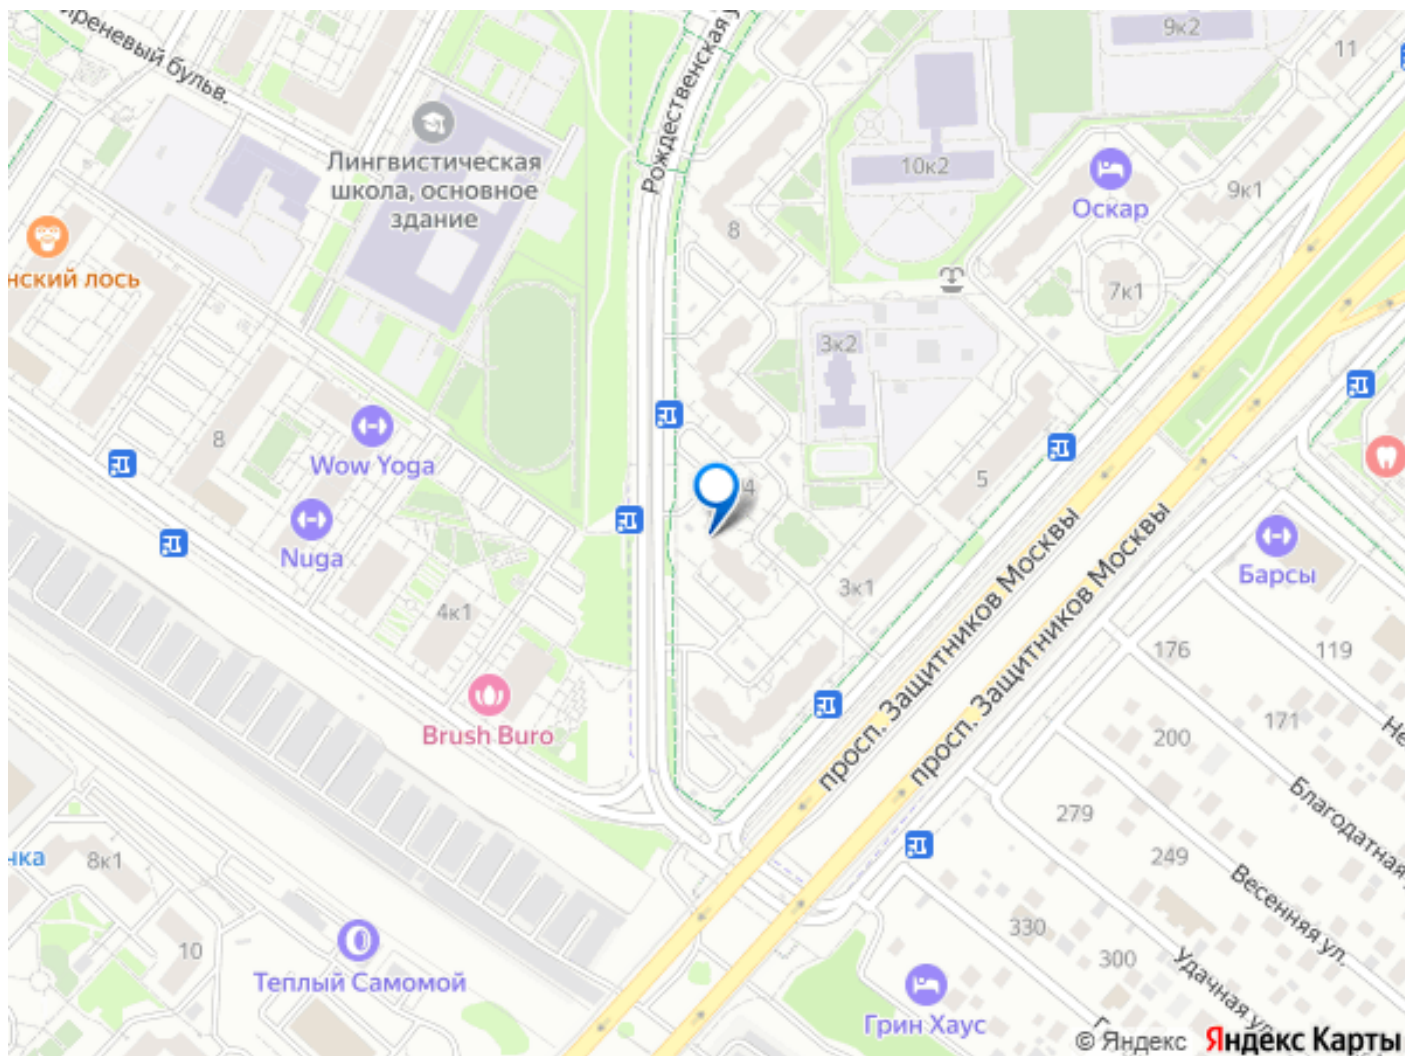 9к2
11
Рождественская у
бульв.
Лингвистическая
школа, основное
здание
10к2
Оскар
9к1
8
нский лось
7к1
3к2
8
Wow Yoga
5
4
Nuga
3к1
4к1
Барсы
просп. Защитников Москвы
просп. Защитников Москвы
176
119
Brush Buro
171
200
Не
279
Благодатная
8к1
249
Весенняя ул.
330
10
300
Удачная ул.
Теплый Самомой
Грин Хаус
© Яндекс Яндекс Карты